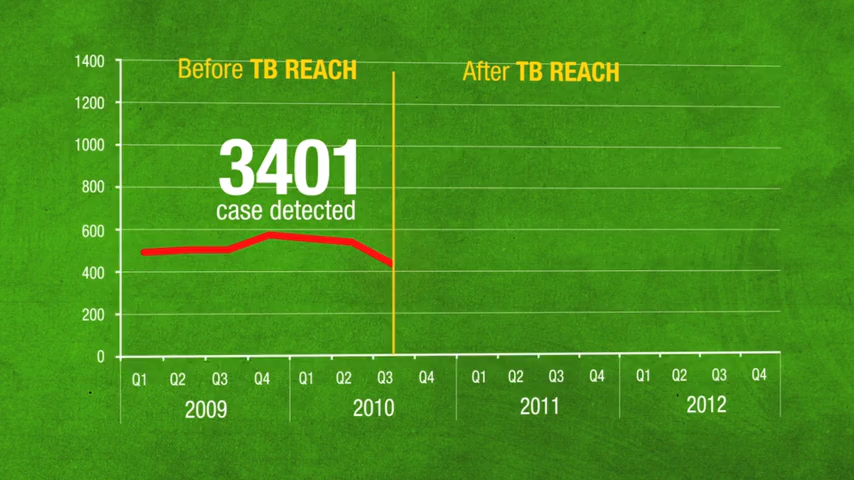 Before TB REACH
After TB REACH
1400
1200
1000
800
600
400
200
0
3401
case detected
Q1 Q2 Q3 Q4 Q1 Q2 Q3 Q4 Q1 Q2 Q3 Q4 Q1 Q2 Q3 Q4
2009 2010 2011 2012